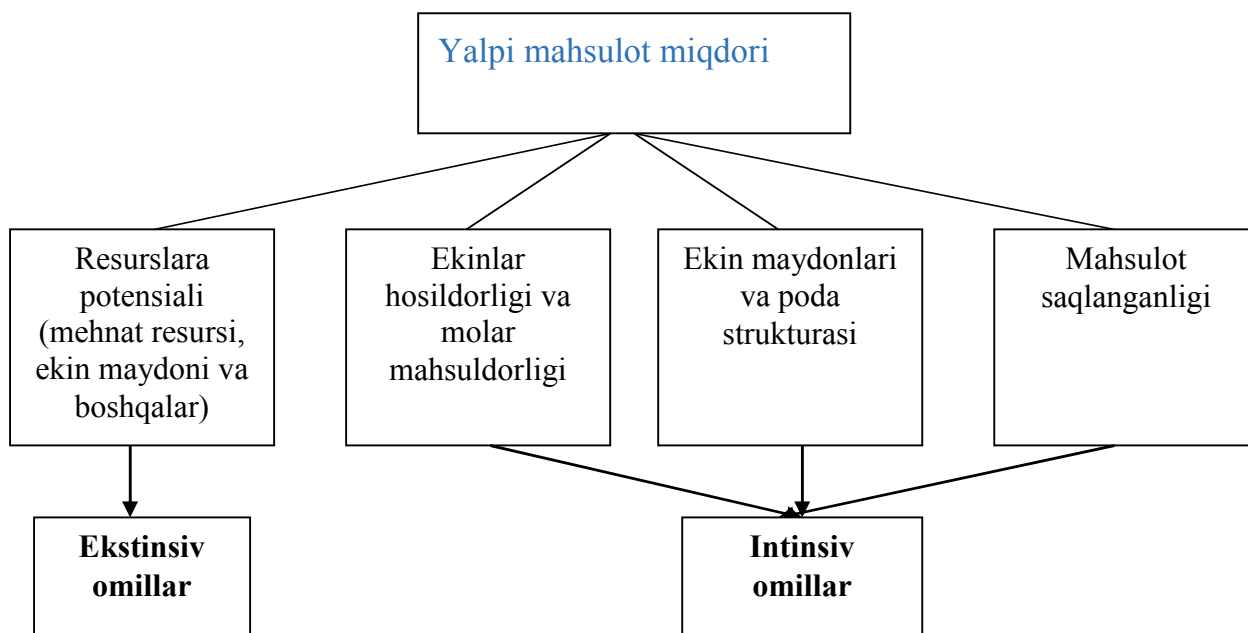 Yalpi mahsulot miqdori
Resurslara
potensiali
(mehnat resursi,
ekin maydoni va
boshqalar)
Ekinlar
hosildorligi va
molar
mahsuldorligi
Ekin maydonlari
va poda
strukturasi
Mahsulot
saqlanganligi
Ekstinsiv
omillar
Intinsiv
omillar